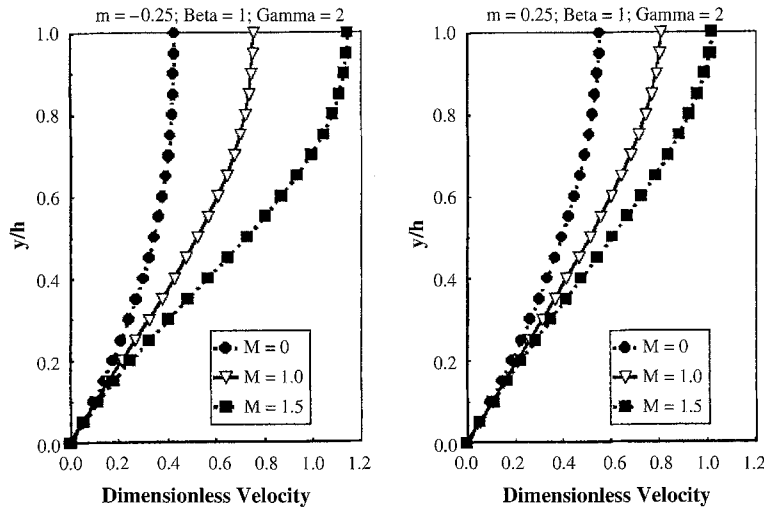 m = −0.25; Beta = 1; Gamma = 2
1.0
0.8
0.6
0.4
0.2
0.0
y/h
M = 0
M = 1.0
M = 1.5
0.0 0.2 0.4 0.6 0.8 1.0 1.2
Dimensionless Velocity
m = 0.25; Beta = 1; Gamma = 2
1.0
0.8
0.6
0.4
0.2
0.0
y/h
M = 0
M = 1.0
M = 1.5
0.0 0.2 0.4 0.6 0.8 1.0 1.2
Dimensionless Velocity